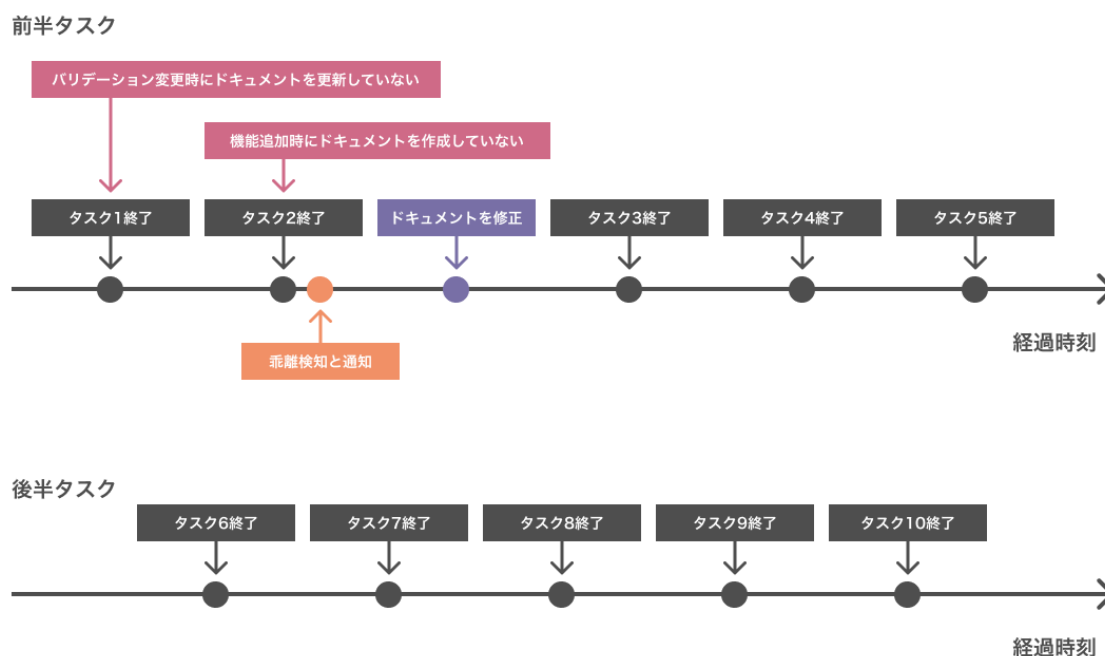 前半タスク
バリデーション変更時にドキュメントを更新していない
機能追加時にドキュメントを作成していない
タスク1終了
タスク2終了
ドキュメントを修正
タスク3終了
タスク4終了
タスク5終了
経過時刻
乖離検知と通知
後半タスク
タスク6終了
タスク7終了
タスク8終了
タスク9終了
タスク10終了
経過時刻